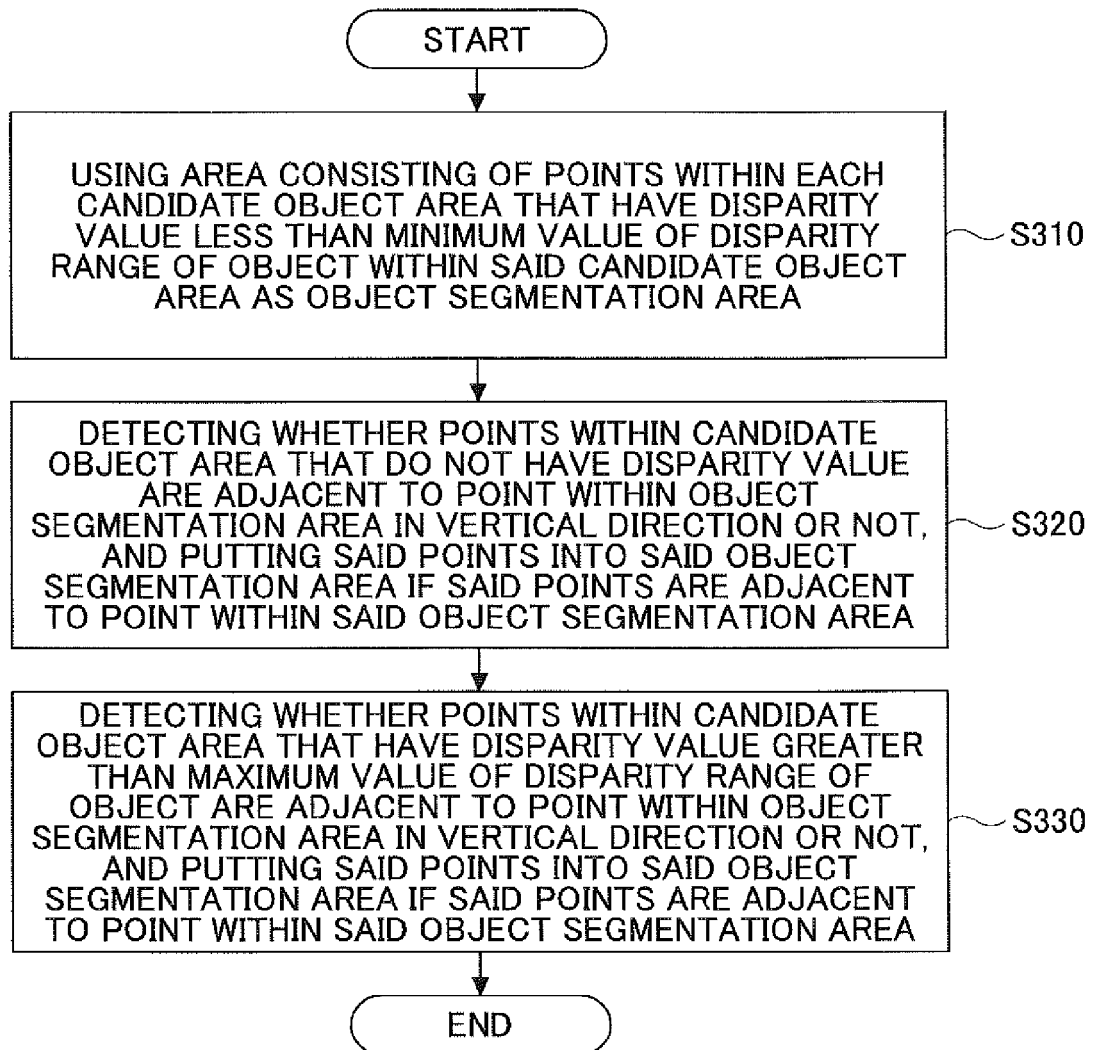 START
USING AREA CONSISTING OF POINTS WITHIN EACH
CANDIDATE OBJECT AREA THAT HAVE DISPARITY
VALUE LESS THAN MINIMUM VALUE OF DISPARITY
RANGE OF OBJECT WITHIN SAID CANDIDATE OBJECT
AREA AS OBJECT SEGMENTATION AREA
S310
DETECTING WHETHER POINTS WITHIN CANDIDATE
OBJECT AREA THAT DO NOT HAVE DISPARITY VALUE
ARE ADJACENT TO POINT WITHIN OBJECT
SEGMENTATION AREA IN VERTICAL DIRECTION OR NOT,
AND PUTTING SAID POINTS INTO SAID OBJECT
SEGMENTATION AREA IF SAID POINTS ARE ADJACENT
TO POINT WITHIN SAID OBJECT SEGMENTATION AREA
S320
DETECTING WHETHER POINTS WITHIN CANDIDATE
OBJECT AREA THAT HAVE DISPARITY VALUE GREATER
THAN MAXIMUM VALUE OF DISPARITY RANGE OF
OBJECT ARE ADJACENT TO POINT WITHIN OBJECT
SEGMENTATION AREA IN VERTICAL DIRECTION OR NOT,
AND PUTTING SAID POINTS INTO SAID OBJECT
SEGMENTATION AREA IF SAID POINTS ARE ADJACENT
TO POINT WITHIN SAID OBJECT SEGMENTATION AREA
S330
END